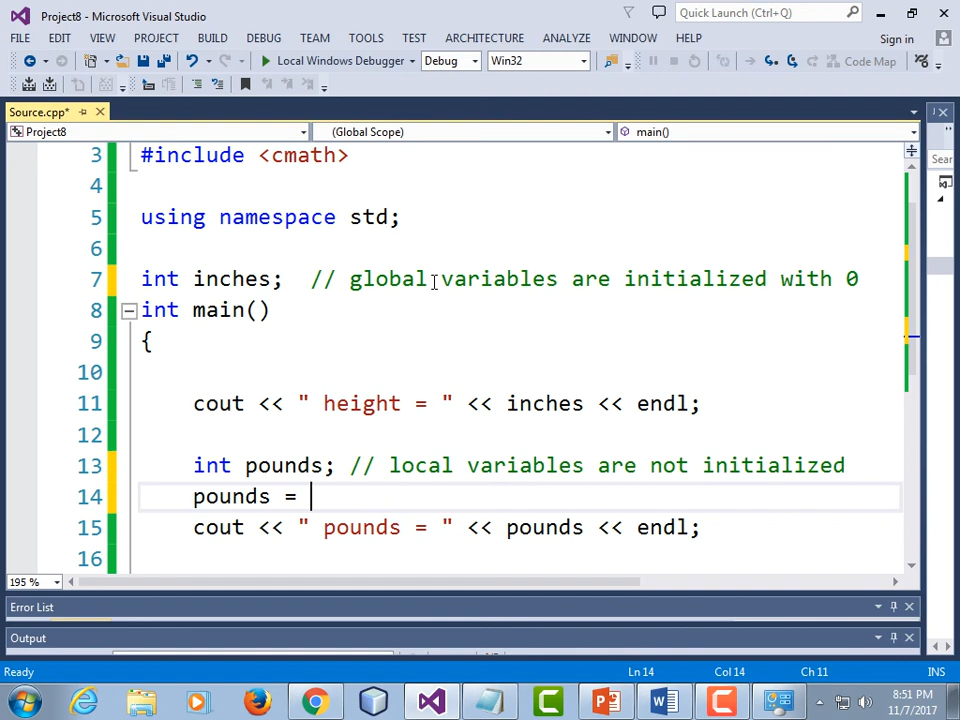 Project8 - Microsoft Visual Studio
Quick Launch (Ctrl+Q)
FILE EDIT VIEW PROJECT BUILD DEBUG TEAM TOOLS TEST ARCHITECTURE ANALYZE WINDOW HELP Sign in
Local Windows Debugger Debug Win32 Code Map
Source.cpp*
Project8 (Global Scope) main()
Sear
3 #include <cmath>
4
5 using namespace std;
6
7 int inches; // global variables are initialized with 0
8 int main()
9 {
10
11 cout << " height = " << inches << endl;
12
13 int pounds; // local variables are not initialized
14 pounds =
15 cout << " pounds = " << pounds << endl;
16
195 %
Error List
Output
Ready Ln 14 Col 14 Ch 11 INS
8:51 PM
11/7/2017